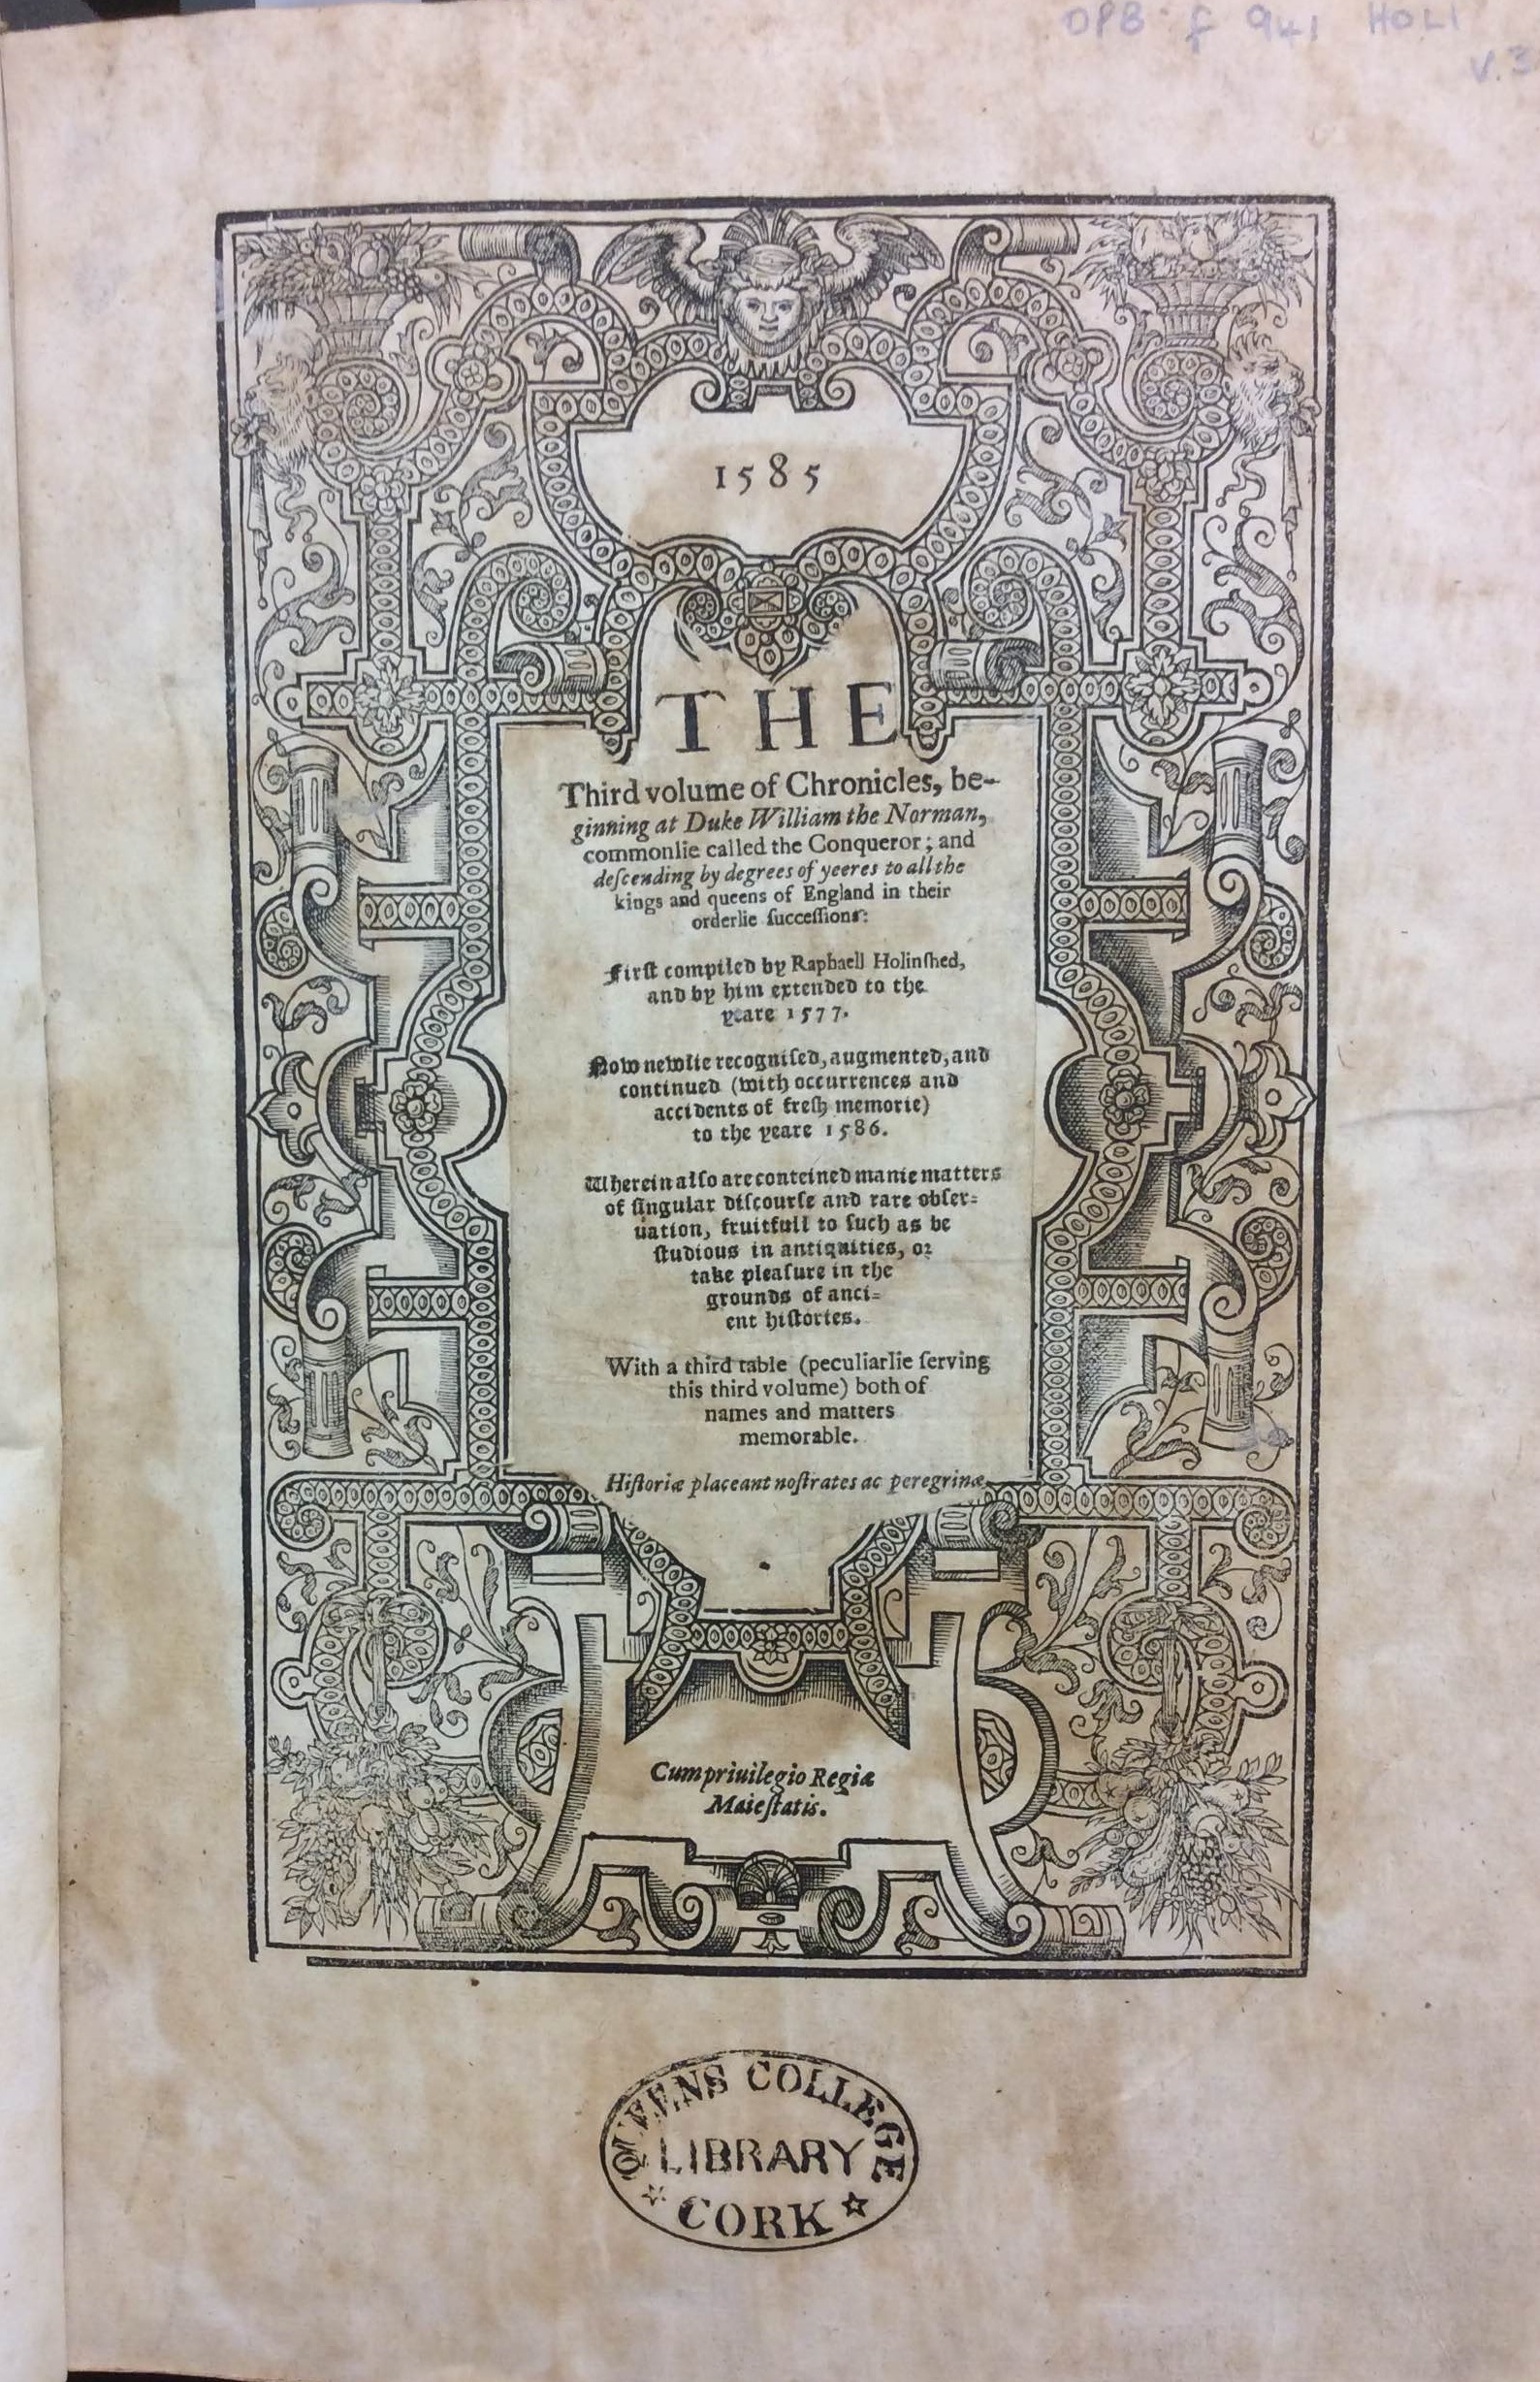 OPB f 941 HOLI
V.3
1585
THE
Third volume of Chronicles, be-
ginning at Duke William the Norman,
commonlie called the Conqueror; and
deſcending by degrees of yeeres to all the
kings and queens of England in their
orderlie ſucceſſions:
Firſt compiled by Raphaell Holinſhed,
and by him extended to the
yeare 1577.
Now newlie recogniſed, augmented, and
continued (with occurrences and
accidents of freſh memorie)
to the yeare 1586.
Wherein alſo are conteined manie matters
of ſingular diſcourſe and rare obſer-
uation, fruitfull to ſuch as be
ſtudious in antiquities, or
take pleaſure in the
grounds of anci-
ent hiſtories.
With a third table (peculiarlie ſerving
this third volume) both of
names and matters
memorable.
Hiſtoriæ placeant noſtrates ac peregrinæ.
Cum priuilegio Regiæ
Maieſtatis.
QUEENS COLLEGE
LIBRARY
CORK